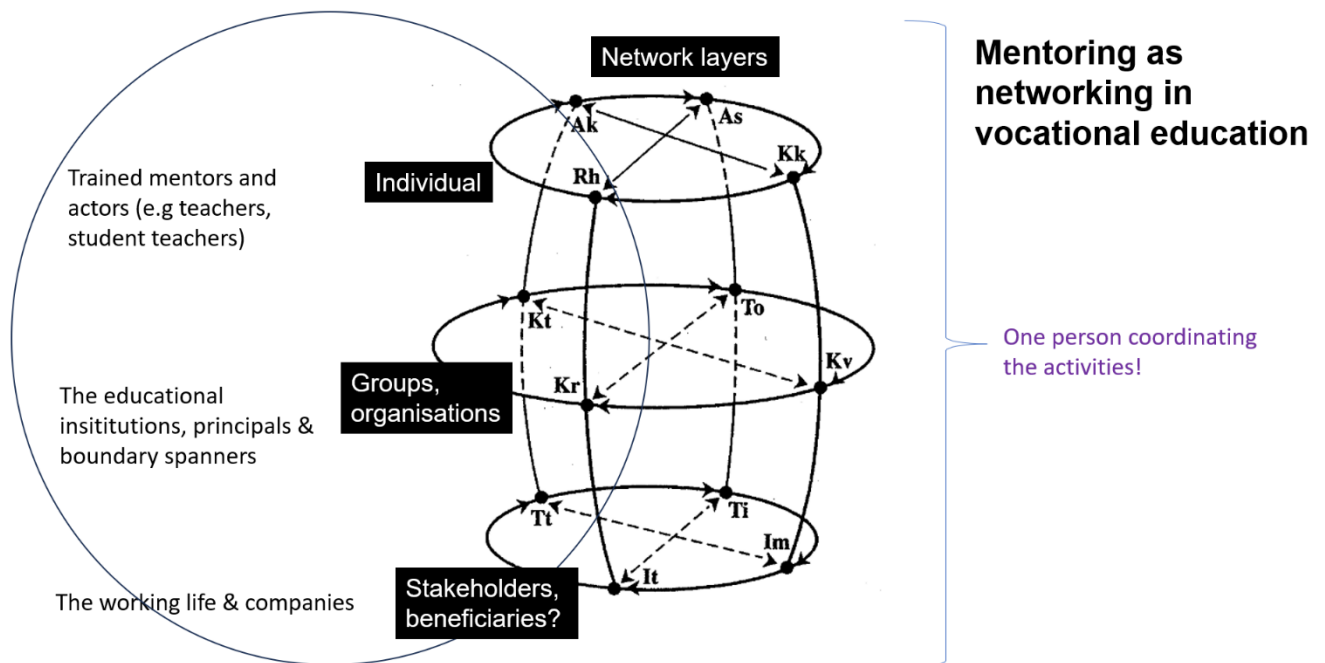 Network layers
Mentoring as
networking in
vocational education
Ak
As
Kk
Rh
Individual
Trained mentors and
actors (e.g teachers,
student teachers)
Kt
To
Kv
Kr
One person coordinating
the activities!
Groups,
organisations
The educational
insititutions, principals &
boundary spanners
Tt
Ti
Im
It
Stakeholders,
beneficiaries?
The working life & companies